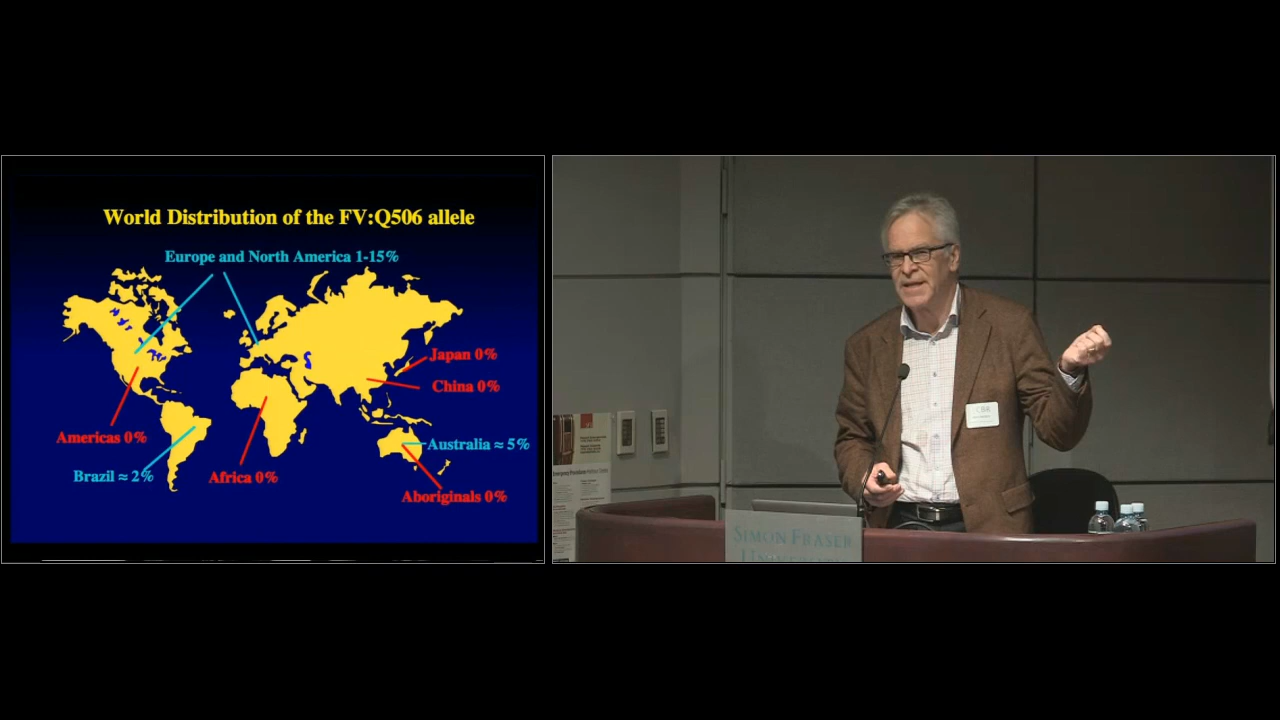 World Distribution of the FV:Q506 allele
Europe and North America 1-15%
Japan 0%
China 0%
Americas 0%
Australia ≈ 5%
Brazil ≈ 2%
Africa 0%
Aboriginals 0%
SIMON FRASER
UNIVERSITY